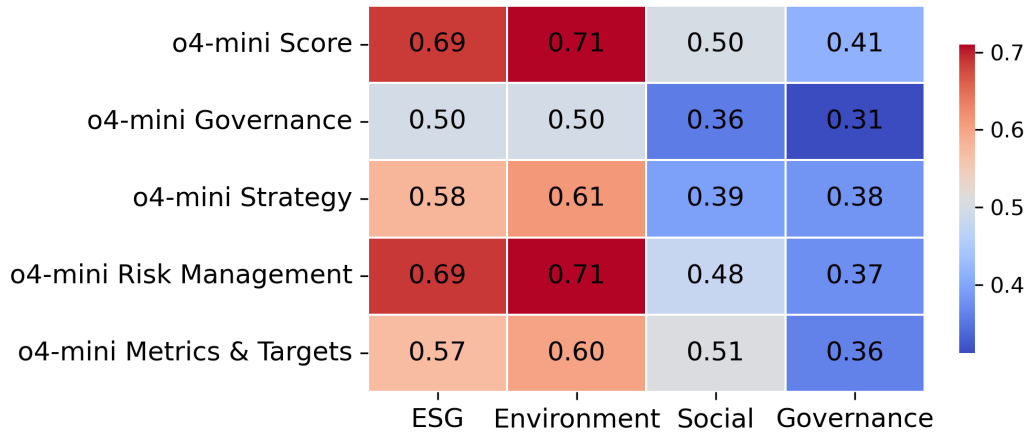 o4-mini Score 0.69 0.71 0.50 0.41
o4-mini Governance 0.50 0.50 0.36 0.31
o4-mini Strategy 0.58 0.61 0.39 0.38
o4-mini Risk Management 0.69 0.71 0.48 0.37
o4-mini Metrics & Targets 0.57 0.60 0.51 0.36
ESG Environment Social Governance
0.7
0.6
0.5
0.4